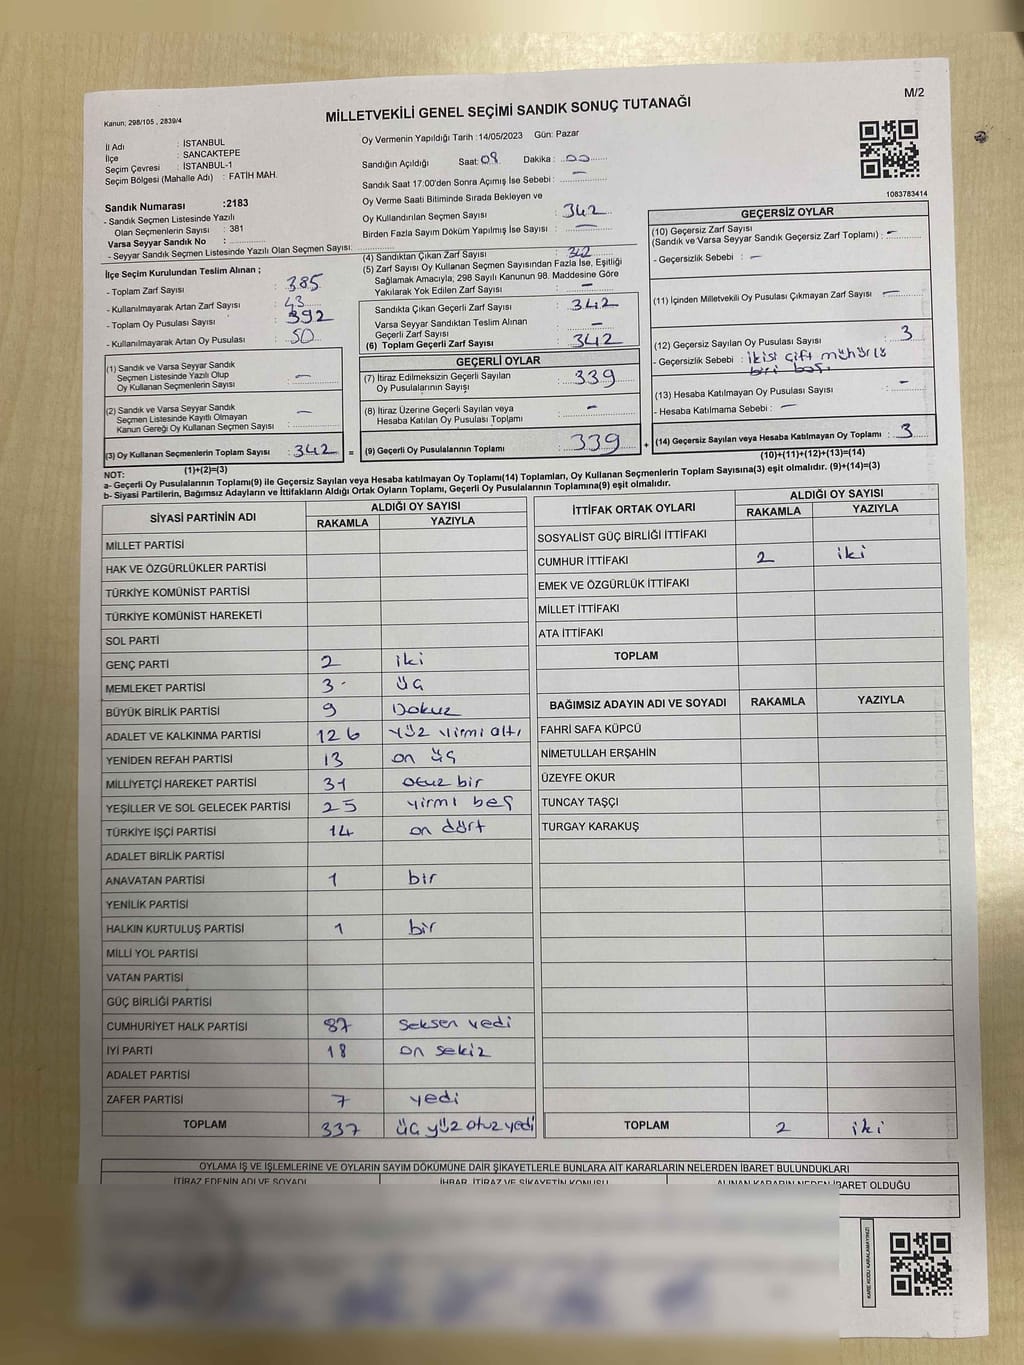 M/2
Kanun: 298/105 , 2839/4
MİLLETVEKİLİ GENEL SEÇİMİ SANDIK SONUÇ TUTANAĞI
İl Adı : İSTANBUL
İlçe : SANCAKTEPE
Seçim Çevresi : İSTANBUL-1
Seçim Bölgesi (Mahalle Adı) : FATİH MAH.
Sandık Numarası :2183
- Sandık Seçmen Listesinde Yazılı
Olan Seçmenlerin Sayısı : 381
Varsa Seyyar Sandık No :
- Seyyar Sandık Seçmen Listesinde Yazılı Olan Seçmen Sayısı:
İlçe Seçim Kurulundan Teslim Alınan ;
- Toplam Zarf Sayısı : 385
- Kullanılmayarak Artan Zarf Sayısı : 43
- Toplam Oy Pusulası Sayısı : 392
- Kullanılmayarak Artan Oy Pusulası : 50
(1) Sandık ve Varsa Seyyar Sandık
Seçmen Listesinde Yazılı Olup
Oy Kullanan Seçmenlerin Sayısı : —
(2) Sandık ve Varsa Seyyar Sandık
Seçmen Listesinde Kayıtlı Olmayan
Kanun Gereği Oy Kullanan Seçmen Sayısı : —
(3) Oy Kullanan Seçmenlerin Toplam Sayısı : 342
(1)+(2)=(3)
Oy Vermenin Yapıldığı Tarih :14/05/2023 Gün: Pazar
Sandığın Açıldığı Saat: 08 Dakika : 00
Sandık Saat 17:00'den Sonra Açımış İse Sebebi : —
Oy Verme Saati Bitiminde Sırada Bekleyen ve
Oy Kullandırılan Seçmen Sayısı : 342
Birden Fazla Sayım Döküm Yapılmış İse Sayısı : —
(4) Sandıktan Çıkan Zarf Sayısı : 342
(5) Zarf Sayısı Oy Kullanan Seçmen Sayısından Fazla İse, Eşitliği
Sağlamak Amacıyla; 298 Sayılı Kanunun 98. Maddesine Göre
Yakılarak Yok Edilen Zarf Sayısı : —
Sandıkta Çıkan Geçerli Zarf Sayısı : 342
Varsa Seyyar Sandıktan Teslim Alınan
Geçerli Zarf Sayısı : —
(6) Toplam Geçerli Zarf Sayısı : 342
GEÇERLİ OYLAR
(7) İtiraz Edilmeksizin Geçerli Sayılan
Oy Pusulalarının Sayısı : 339
(8) İtiraz Üzerine Geçerli Sayılan veya
Hesaba Katılan Oy Pusulası Toplamı : —
= (9) Geçerli Oy Pusulalarının Toplamı : 339 +
1083783414
GEÇERSİZ OYLAR
(10) Geçersiz Zarf Sayısı
(Sandık ve Varsa Seyyar Sandık Geçersiz Zarf Toplamı) : —
- Geçersizlik Sebebi : —
(11) İçinden Milletvekili Oy Pusulası Çıkmayan Zarf Sayısı : —
(12) Geçersiz Sayılan Oy Pusulası Sayısı : 3
- Geçersizlik Sebebi : ikisi çift mühürlü
biri boş
(13) Hesaba Katılmayan Oy Pusulası Sayısı : —
- Hesaba Katılmama Sebebi : —
(14) Geçersiz Sayılan veya Hesaba Katılmayan Oy Toplamı : 3
(10)+(11)+(12)+(13)=(14)
NOT:
a- Geçerli Oy Pusulalarının Toplamı(9) ile Geçersiz Sayılan veya Hesaba katılmayan Oy Toplamı(14) Toplamları, Oy Kullanan Seçmenlerin Toplam Sayısına(3) eşit olmalıdır. (9)+(14)=(3)
b- Siyasi Partilerin, Bağımsız Adayların ve İttifakların Aldığı Ortak Oyların Toplamı, Geçerli Oy Pusulalarının Toplamına(9) eşit olmalıdır.
SİYASİ PARTİNİN ADI ALDIĞI OY SAYISI
RAKAMLA YAZIYLA
MİLLET PARTİSİ
HAK VE ÖZGÜRLÜKLER PARTİSİ
TÜRKİYE KOMÜNİST PARTİSİ
TÜRKİYE KOMÜNİST HAREKETİ
SOL PARTİ
GENÇ PARTİ 2 iki
MEMLEKET PARTİSİ 3 üç
BÜYÜK BİRLİK PARTİSİ 9 Dokuz
ADALET VE KALKINMA PARTİSİ 126 yüz yirmi altı
YENİDEN REFAH PARTİSİ 13 on üç
MİLLİYETÇİ HAREKET PARTİSİ 31 otuz bir
YEŞİLLER VE SOL GELECEK PARTİSİ 25 yirmi beş
TÜRKİYE İŞÇİ PARTİSİ 14 on dört
ADALET BİRLİK PARTİSİ
ANAVATAN PARTİSİ 1 bir
YENİLİK PARTİSİ
HALKIN KURTULUŞ PARTİSİ 1 bir
MİLLİ YOL PARTİSİ
VATAN PARTİSİ
GÜÇ BİRLİĞİ PARTİSİ
CUMHURİYET HALK PARTİSİ 87 seksen yedi
İYİ PARTİ 18 on sekiz
ADALET PARTİSİ
ZAFER PARTİSİ 7 yedi
TOPLAM 337 üç yüz otuz yedi
İTTİFAK ORTAK OYLARI ALDIĞI OY SAYISI
RAKAMLA YAZIYLA
SOSYALİST GÜÇ BİRLİĞİ İTTİFAKI
CUMHUR İTTİFAKI 2 iki
EMEK VE ÖZGÜRLÜK İTTİFAKI
MİLLET İTTİFAKI
ATA İTTİFAKI
TOPLAM
BAĞIMSIZ ADAYIN ADI VE SOYADI RAKAMLA YAZIYLA
FAHRİ SAFA KÜPCÜ
NİMETULLAH ERŞAHİN
ÜZEYFE OKUR
TUNCAY TAŞÇI
TURGAY KARAKUŞ
TOPLAM 2 iki
OYLAMA İŞ VE İŞLEMLERİNE VE OYLARIN SAYIM DÖKÜMÜNE DAİR ŞİKAYETLERLE BUNLARA AİT KARARLARIN NELERDEN İBARET BULUNDUKLARI
İTİRAZ EDENİN ADI VE SOYADI İHBAR, İTİRAZ VE ŞİKAYETİN KONUSU ALINAN KARARIN NEDEN İBARET OLDUĞU
KARE KODU KARALAMAYINIZ!